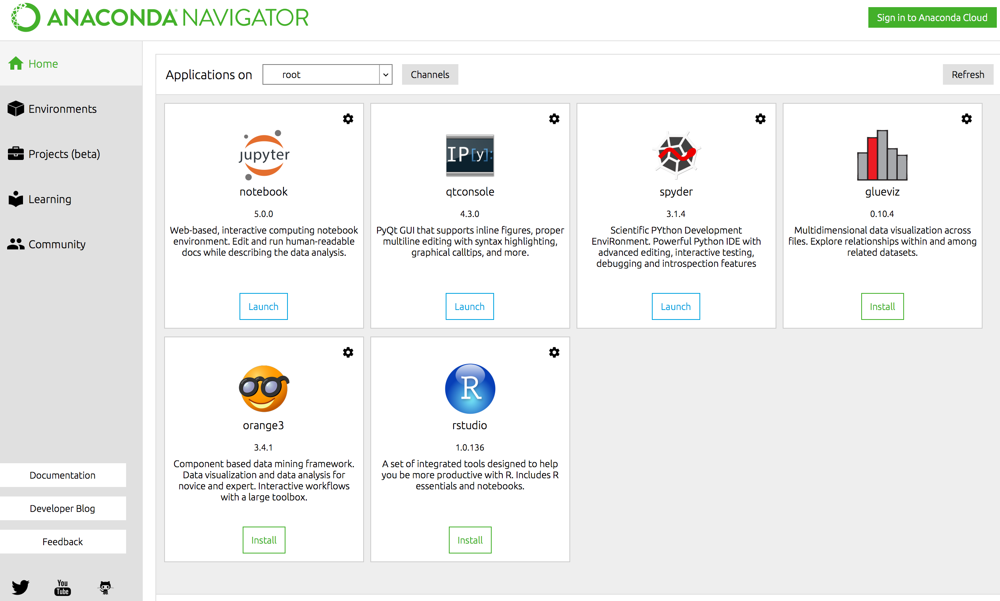 ANACONDA® NAVIGATOR
Sign in to Anaconda Cloud
Home
Environments
Projects (beta)
Learning
Community
Documentation
Developer Blog
Feedback
You
Tube
Applications on
root
Channels
Refresh
jupyter
notebook
5.0.0
Web-based, interactive computing notebook
environment. Edit and run human-readable
docs while describing the data analysis.
Launch
IP[y]:
qtconsole
4.3.0
PyQt GUI that supports inline figures, proper
multiline editing with syntax highlighting,
graphical calltips, and more.
Launch
spyder
3.1.4
Scientific PYthon Development
EnviRonment. Powerful Python IDE with
advanced editing, interactive testing,
debugging and introspection features
Launch
glueviz
0.10.4
Multidimensional data visualization across
files. Explore relationships within and among
related datasets.
Install
orange3
3.4.1
Component based data mining framework.
Data visualization and data analysis for
novice and expert. Interactive workflows
with a large toolbox.
Install
R
rstudio
1.0.136
A set of integrated tools designed to help
you be more productive with R. Includes R
essentials and notebooks.
Install